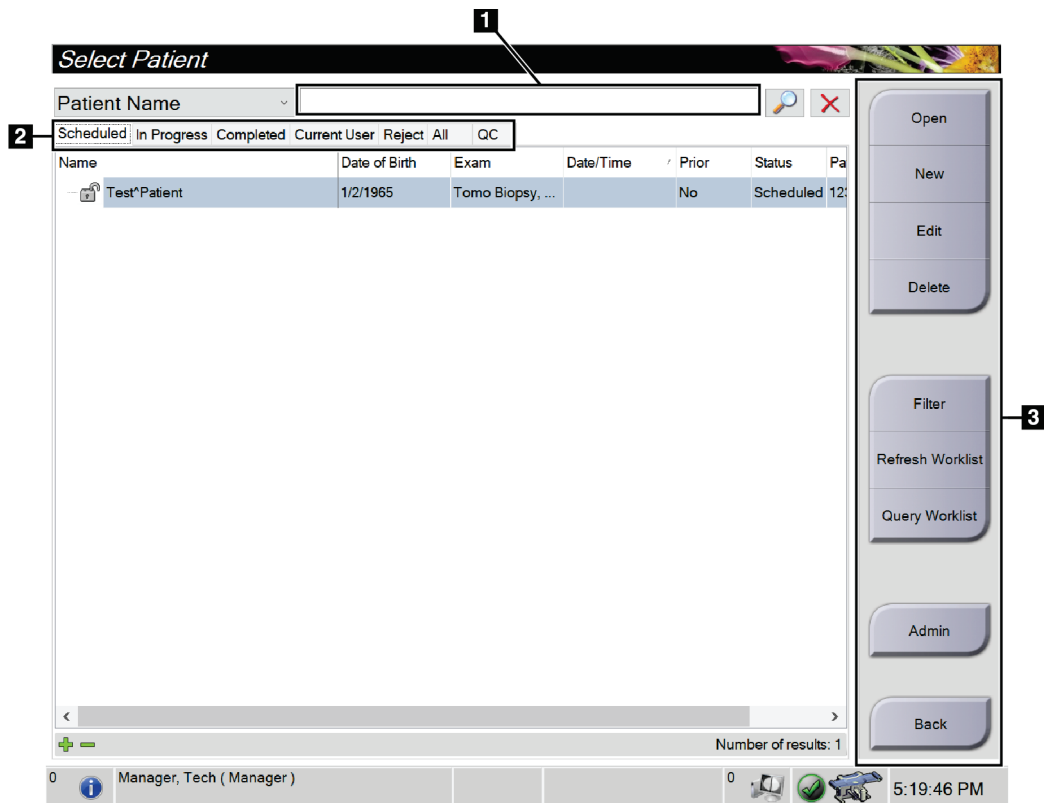 1
Select Patient
Patient Name
2
Scheduled In Progress Completed Current User Reject All QC
Name Date of Birth Exam Date/Time Prior Status Pa
Test^Patient 1/2/1965 Tomo Biopsy, ... No Scheduled 123
Open
New
Edit
Delete
Filter
3
Refresh Worklist
Query Worklist
Admin
Back
Number of results: 1
0 Manager, Tech ( Manager ) 0 5:19:46 PM